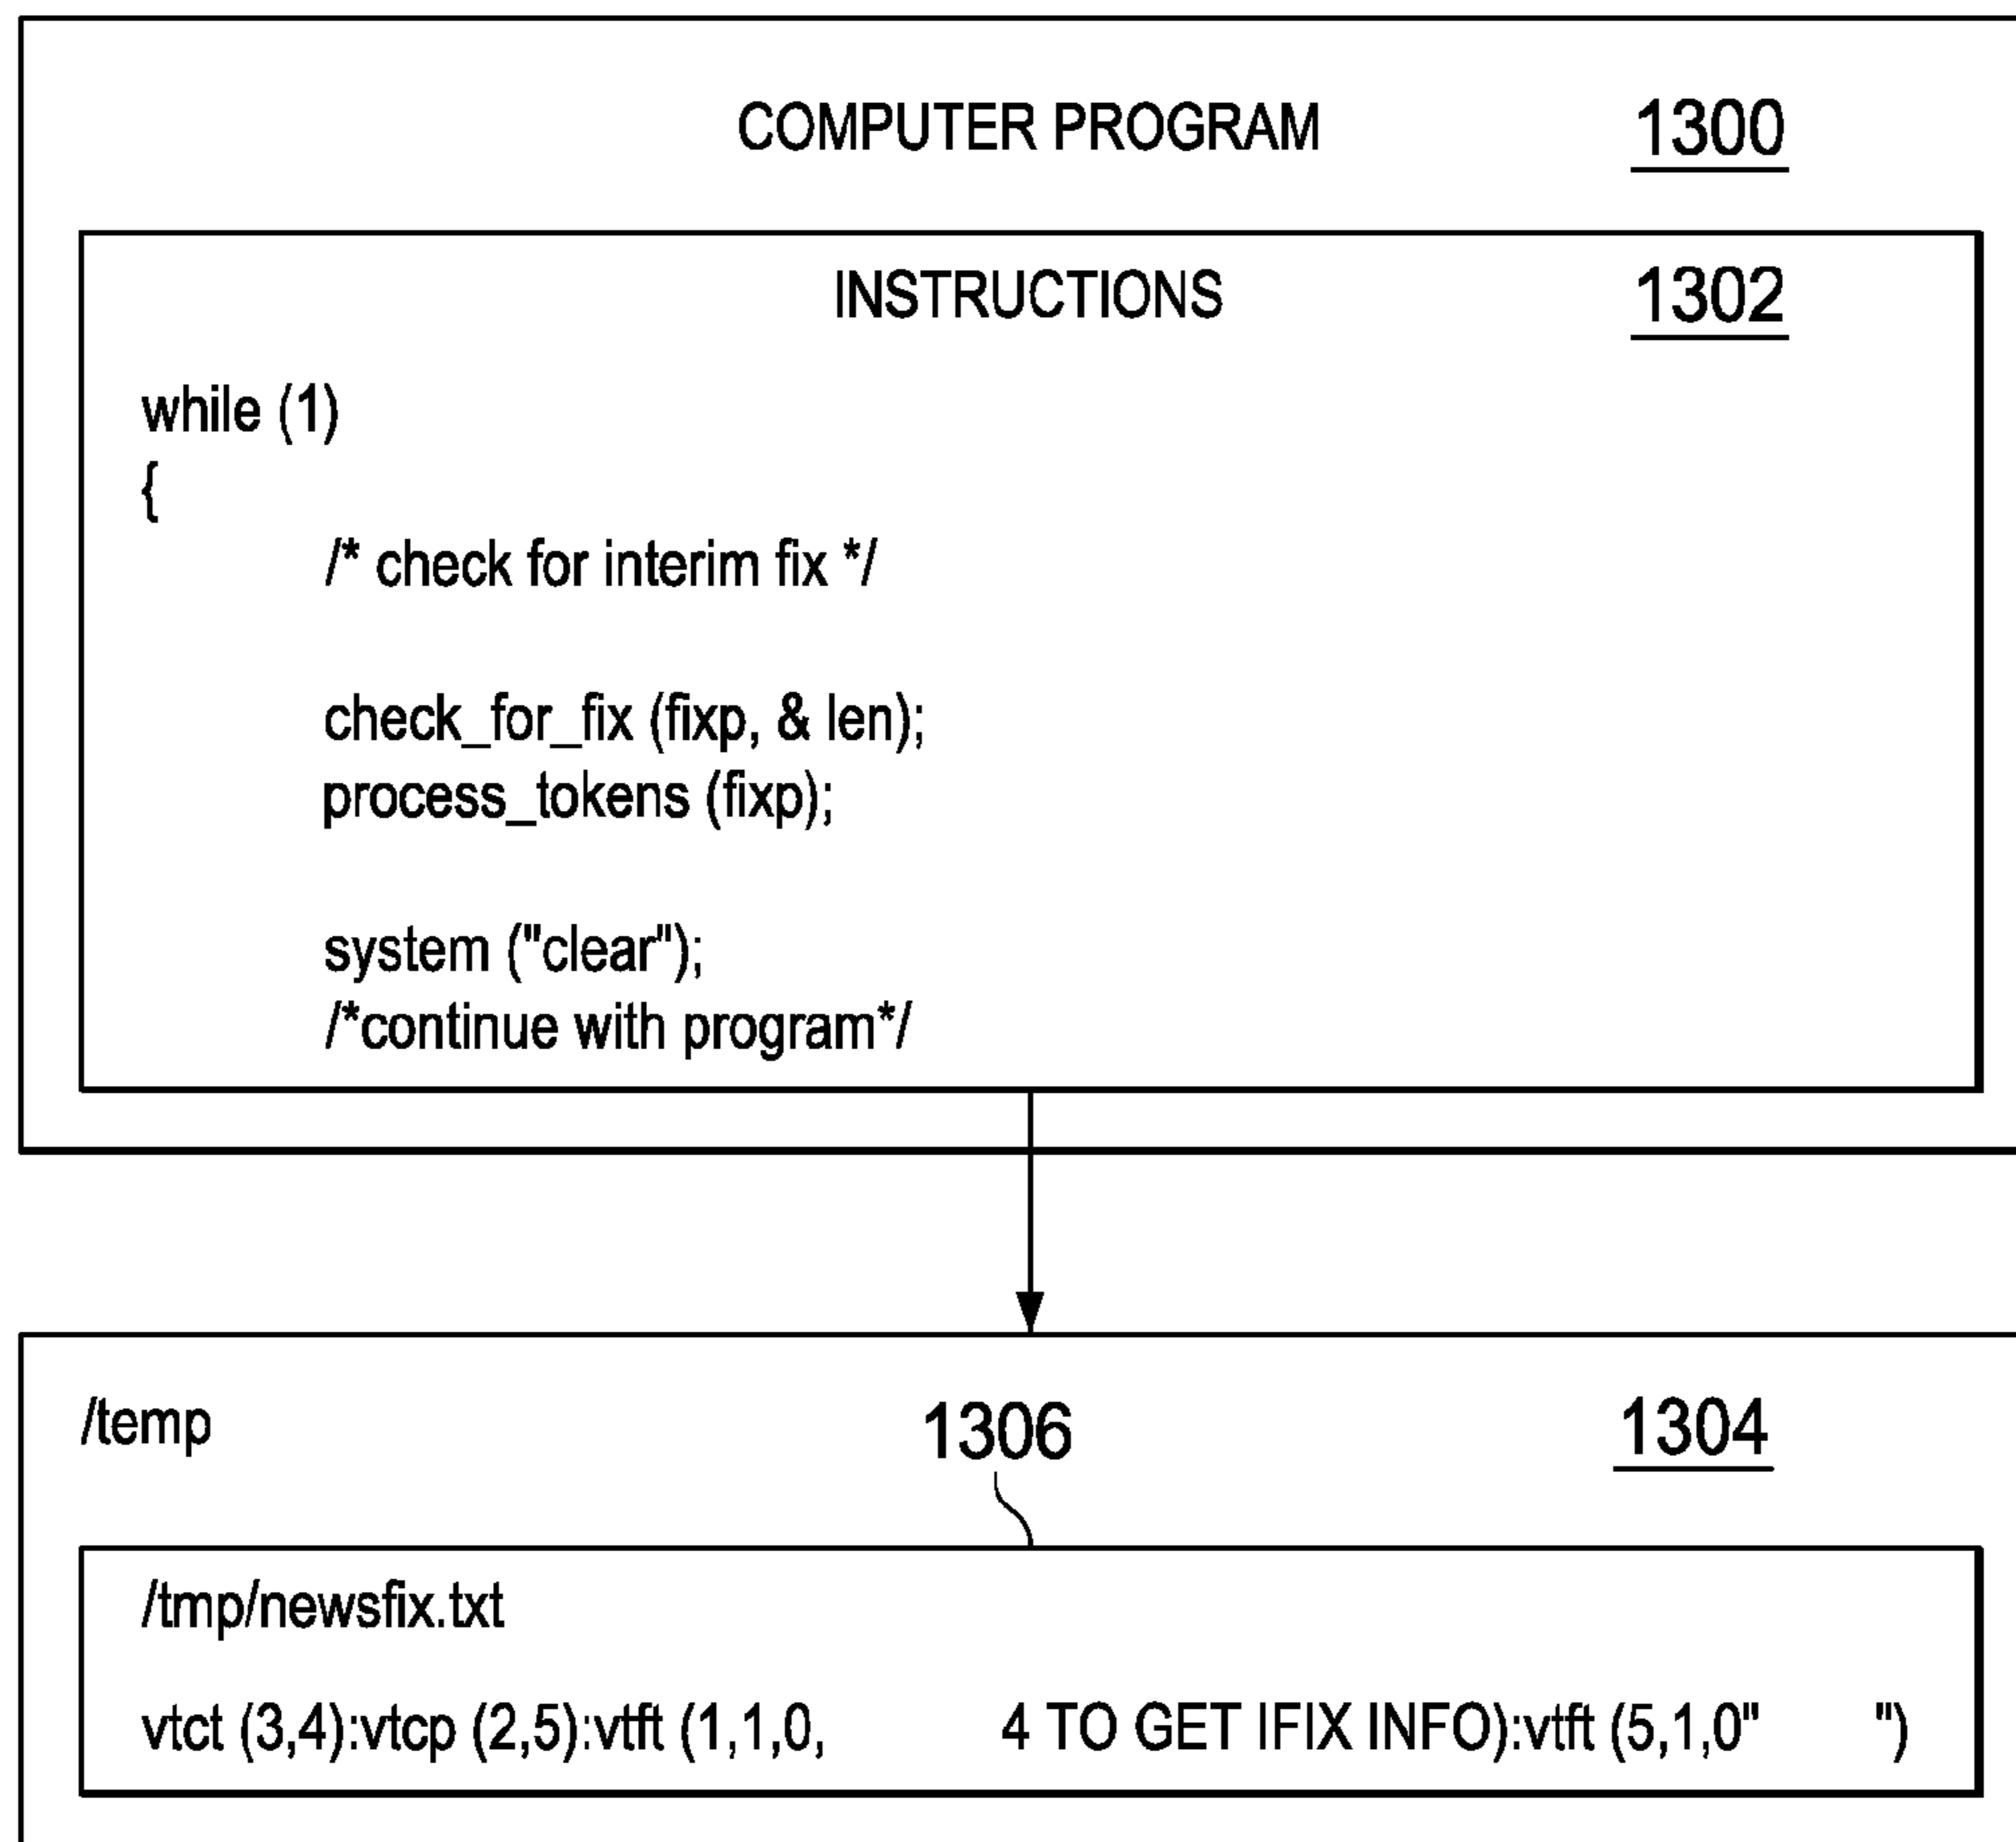 COMPUTER PROGRAM 1300
INSTRUCTIONS 1302
while (1)
{
/* check for interim fix */
check_for_fix (fixp, & len);
process_tokens (fixp);
system ("clear");
/*continue with program*/
/temp 1306 1304
/tmp/newsfix.txt
vtct (3,4):vtcp (2,5):vtft (1,1,0, 4 TO GET IFIX INFO):vtft (5,1,0" ")